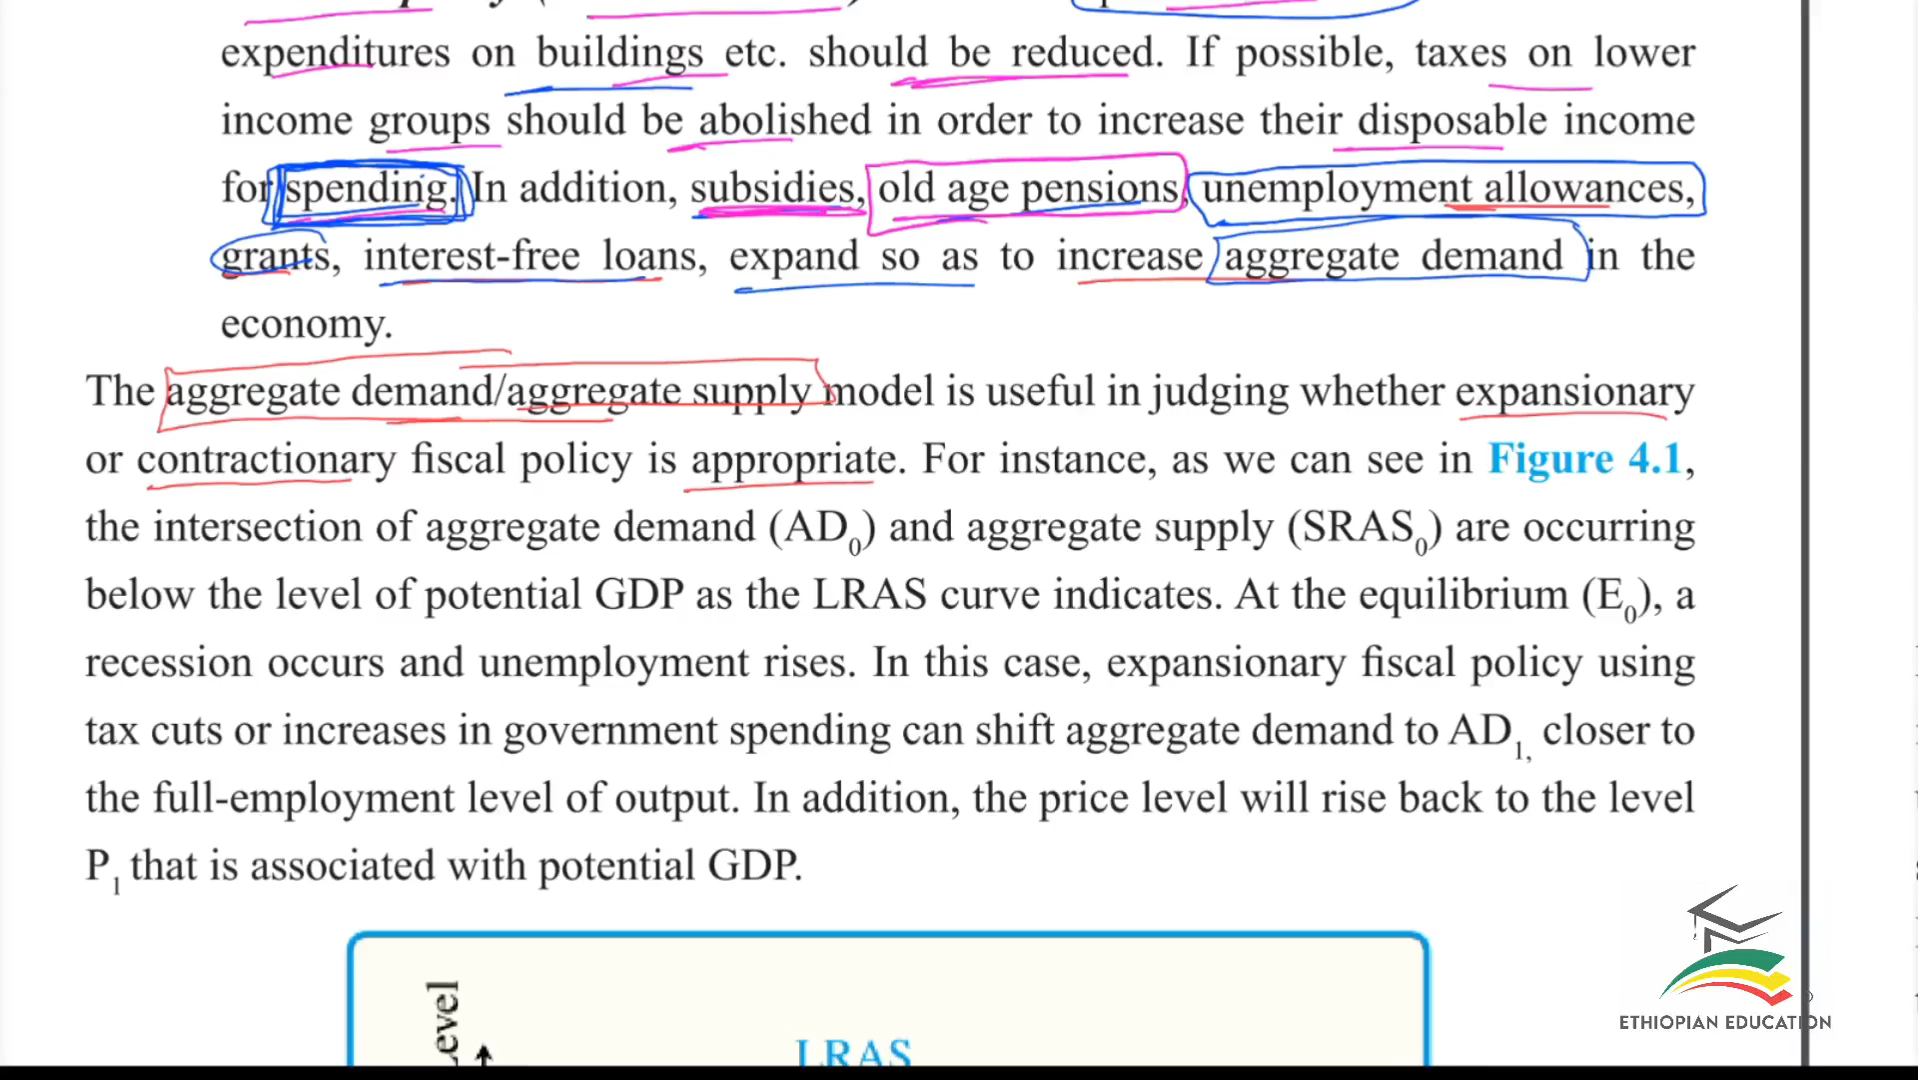 expenditures on buildings etc. should be reduced. If possible, taxes on lower
income groups should be abolished in order to increase their disposable income
for spending. In addition, subsidies, old age pensions, unemployment allowances,
grants, interest-free loans, expand so as to increase aggregate demand in the
economy.
The aggregate demand/aggregate supply model is useful in judging whether expansionary
or contractionary fiscal policy is appropriate. For instance, as we can see in Figure 4.1,
the intersection of aggregate demand (AD0) and aggregate supply (SRAS0) are occurring
below the level of potential GDP as the LRAS curve indicates. At the equilibrium (E0), a
recession occurs and unemployment rises. In this case, expansionary fiscal policy using
tax cuts or increases in government spending can shift aggregate demand to AD1, closer to
the full-employment level of output. In addition, the price level will rise back to the level
P1 that is associated with potential GDP.
LRAS
ETHIOPIAN EDUCATION